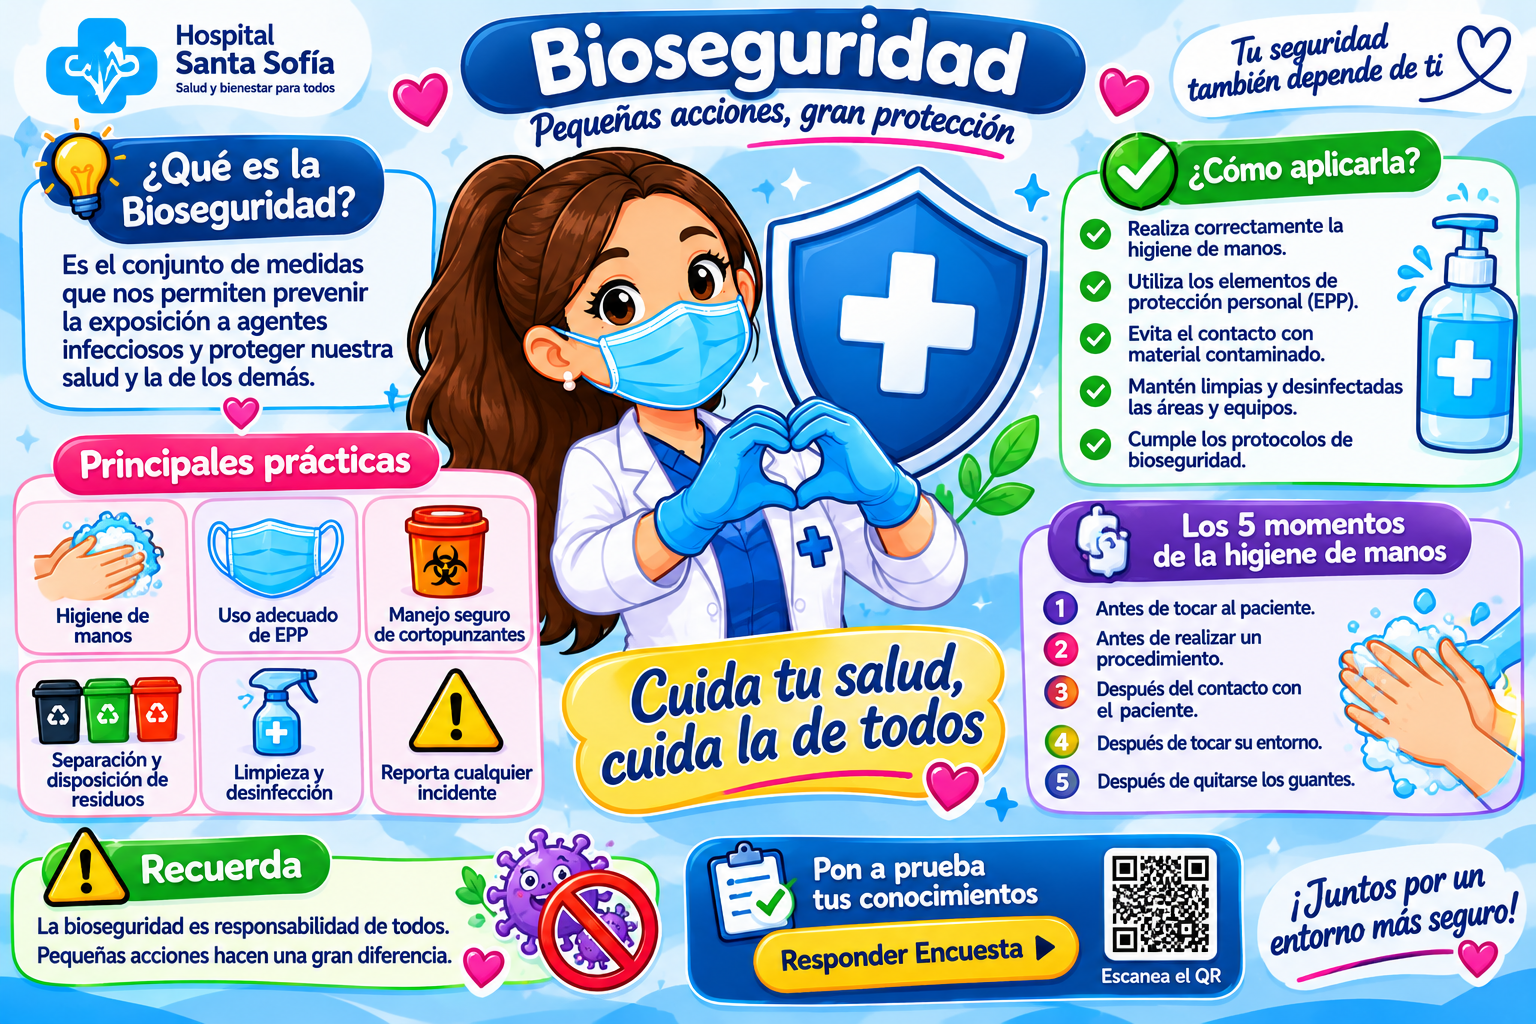 Hospital
Santa Sofía
Salud y bienestar para todos
Bioseguridad
Pequeñas acciones, gran protección
Tu seguridad
también depende de ti
¿Qué es la
Bioseguridad?
Es el conjunto de medidas
que nos permiten prevenir
la exposición a agentes
infecciosos y proteger nuestra
salud y la de los demás.
¿Cómo aplicarla?
Realiza correctamente la
higiene de manos.
Utiliza los elementos de
protección personal (EPP).
Evita el contacto con
material contaminado.
Mantén limpias y desinfectadas
las áreas y equipos.
Cumple los protocolos de
bioseguridad.
Principales prácticas
Higiene de
manos
Uso adecuado
de EPP
Manejo seguro
de cortopunzantes
Separación y
disposición de
residuos
Limpieza y
desinfección
Reporta cualquier
incidente
Los 5 momentos
de la higiene de manos
1 Antes de tocar al paciente.
2 Antes de realizar un
procedimiento.
3 Después del contacto con
el paciente.
4 Después de tocar su entorno.
5 Después de quitarse los guantes.
Cuida tu salud,
cuida la de todos
Recuerda
La bioseguridad es responsabilidad de todos.
Pequeñas acciones hacen una gran diferencia.
Pon a prueba
tus conocimientos
Responder Encuesta
Escanea el QR
¡Juntos por un
entorno más seguro!